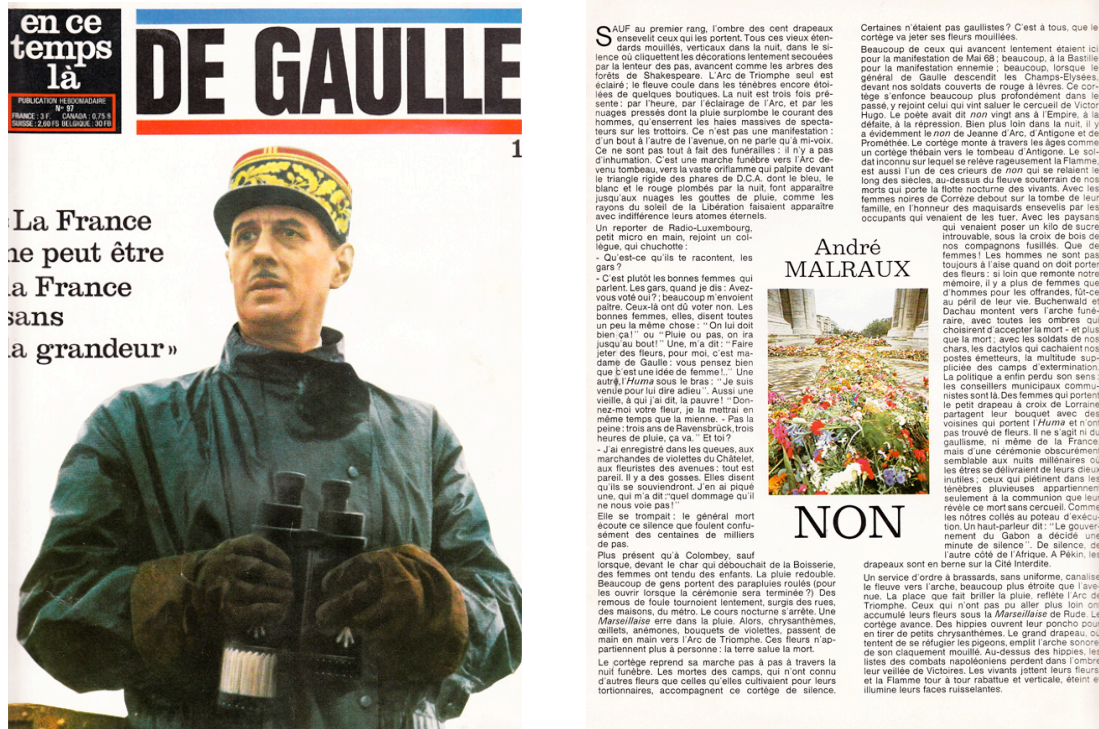 en ce
temps
là
PUBLICATION HEBDOMADAIRE
N° 97
FRANCE : 3 F. CANADA : 0,75 $
SUISSE : 2,60 FS BELGIQUE : 30 FB
DE GAULLE
1
«La France
ne peut être
la France
sans
la grandeur»
SAUF au premier rang, l'ombre des cent drapeaux
ensevelit ceux qui les portent. Tous ces vieux éten-
dards mouillés, verticaux dans la nuit, dans le si-
lence où cliquettent les décorations lentement secouées
par la lenteur des pas, avancent comme les arbres des
forêts de Shakespeare. L'Arc de Triomphe seul est
éclairé ; le fleuve coule dans les ténèbres encore étoi-
lées de quelques boutiques. La nuit est trois fois pré-
sente : par l'heure, par l'éclairage de l'Arc, et par les
nuages pressés dont la pluie surplombe le courant des
hommes, qu'enserrent les haies massives de specta-
teurs sur les trottoirs. Ce n'est pas une manifestation :
d'un bout à l'autre de l'avenue, on ne parle qu'à mi-voix.
Ce ne sont pas tout à fait des funérailles : il n'y a pas
d'inhumation. C'est une marche funèbre vers l'Arc de-
venu tombeau, vers la vaste oriflamme qui palpite devant
le triangle rigide des phares de D.C.A. dont le bleu, le
blanc et le rouge plombés par la nuit, font apparaître
jusqu'aux nuages les gouttes de pluie, comme les
rayons du soleil de la Libération faisaient apparaître
avec indifférence leurs atomes éternels.
Un reporter de Radio-Luxembourg,
petit micro en main, rejoint un col-
lègue, qui chuchotte :
- Qu'est-ce qu'ils te racontent, les
gars ?
- C'est plutôt les bonnes femmes qui
parlent. Les gars, quand je dis : Avez-
vous voté oui ? ; beaucoup m'envoient
paître. Ceux-là ont dû voter non. Les
bonnes femmes, elles, disent toutes
un peu la même chose : "On lui doit
bien ça !" ou "Pluie ou pas, on ira
jusqu'au bout!" Une, m'a dit : "Faire
jeter des fleurs, pour moi, c'est ma-
dame de Gaulle : vous pensez bien
que c'est une idée de femme !.." Une
autre, l'Huma sous le bras : "Je suis
venue pour lui dire adieu". Aussi une
vieille, à qui j'ai dit, la pauvre! "Don-
nez-moi votre fleur, je la mettrai en
même temps que la mienne. - Pas la
peine : trois ans de Ravensbrück, trois
heures de pluie, ça va." Et toi ?
- J'ai enregistré dans les queues, aux
marchandes de violettes du Châtelet,
aux fleuristes des avenues : tout est
pareil. Il y a des gosses. Elles disent
qu'ils se souviendront. J'en ai piqué
une, qui m'a dit : "quel dommage qu'il
ne nous voie pas !"
Elle se trompait : le général mort
écoute ce silence que foulent confu-
sément des centaines de milliers
de pas.
Plus présent qu'à Colombey, sauf
lorsque, devant le char qui débouchait de la Boisserie,
des femmes ont tendu des enfants. La pluie redouble.
Beaucoup de gens portent des parapluies roulés (pour
les ouvrir lorsque la cérémonie sera terminée ?) Des
remous de foule tournoient lentement, surgis des rues,
des maisons, du métro. Le cours nocturne s'arrête. Une
Marseillaise erre dans la pluie. Alors, chrysanthèmes,
œillets, anémones, bouquets de violettes, passent de
main en main vers l'Arc de Triomphe. Ces fleurs n'ap-
partiennent plus à personne : la terre salue la mort.
Le cortège reprend sa marche pas à pas à travers la
nuit funèbre. Les mortes des camps, qui n'ont connu
d'autres fleurs que celles qu'elles cultivaient pour leurs
tortionnaires, accompagnent ce cortège de silence.
Certaines n'étaient pas gaullistes ? C'est à tous, que le
cortège va jeter ses fleurs mouillées.
Beaucoup de ceux qui avancent lentement étaient ici
pour la manifestation de Mai 68 ; beaucoup, à la Bastille
pour la manifestation ennemie ; beaucoup, lorsque le
général de Gaulle descendit les Champs-Elysées,
devant nos soldats couverts de rouge à lèvres. Ce cor-
tège s'enfonce beaucoup plus profondément dans le
passé, y rejoint celui qui vint saluer le cercueil de Victor
Hugo. Le poète avait dit non vingt ans à l'Empire, à la
défaite, à la répression. Bien plus loin dans la nuit, il y
a évidemment le non de Jeanne d'Arc, d'Antigone et de
Prométhée. Le cortège monte à travers les âges comme
un cortège thébain vers le tombeau d'Antigone. Le sol-
dat inconnu sur lequel se relève rageusement la Flamme,
est aussi l'un de ces crieurs de non qui se relaient le
long des siècles, au-dessus du fleuve souterrain de nos
morts qui porte la flotte nocturne des vivants. Avec les
femmes noires de Corrèze debout sur la tombe de leur
famille, en l'honneur des maquisards ensevelis par les
occupants qui venaient de les tuer. Avec les paysans
qui venaient poser un kilo de sucre
introuvable, sous la croix de bois de
nos compagnons fusillés. Que de
femmes ! Les hommes ne sont pas
toujours à l'aise quand on doit porter
des fleurs : si loin que remonte notre
mémoire, il y a plus de femmes que
d'hommes pour les offrandes, fût-ce
au péril de leur vie. Buchenwald et
Dachau montent vers l'arche funé-
raire, avec toutes les ombres qui
choisirent d'accepter la mort - et plus
que la mort ; avec les soldats de nos
chars, les dactylos qui cachaient nos
postes émetteurs, la multitude sup-
pliciée des camps d'extermination.
La politique a enfin perdu son sens :
les conseillers municipaux commu-
nistes sont là. Des femmes qui portent
le petit drapeau à croix de Lorraine
partagent leur bouquet avec des
voisines qui portent l'Huma et n'ont
pas trouvé de fleurs. Il ne s'agit ni du
gaullisme, ni même de la France,
mais d'une cérémonie obscurément
semblable aux nuits millénaires où
les êtres se délivraient de leurs dieux
inutiles ; ceux qui piétinent dans les
ténèbres pluvieuses appartiennent
seulement à la communion que leur
révèle ce mort sans cercueil. Comme
les nôtres collés au poteau d'exécu-
tion. Un haut-parleur dit : "Le gouver-
nement du Gabon a décidé une
minute de silence". De silence, de
l'autre côté de l'Afrique. A Pékin, les
drapeaux sont en berne sur la Cité Interdite.
Un service d'ordre à brassards, sans uniforme, canalise
le fleuve vers l'arche, beaucoup plus étroite que l'ave-
nue. La place que fait briller la pluie, reflète l'Arc de
Triomphe. Ceux qui n'ont pas pu aller plus loin ont
accumulé leurs fleurs sous la Marseillaise de Rude. Le
cortège avance. Des hippies ouvrent leur poncho pour
en tirer de petits chrysanthèmes. Le grand drapeau, où
tentent de se réfugier les pigeons, emplit l'arche sonore
de son claquement mouillé. Au-dessus des hippies, les
listes des combats napoléoniens perdent dans l'ombre
leur veillée de Victoires. Les vivants jettent leurs fleurs
et la Flamme tour à tour rabattue et verticale, éteint et
illumine leurs faces ruisselantes.
André
MALRAUX
NON